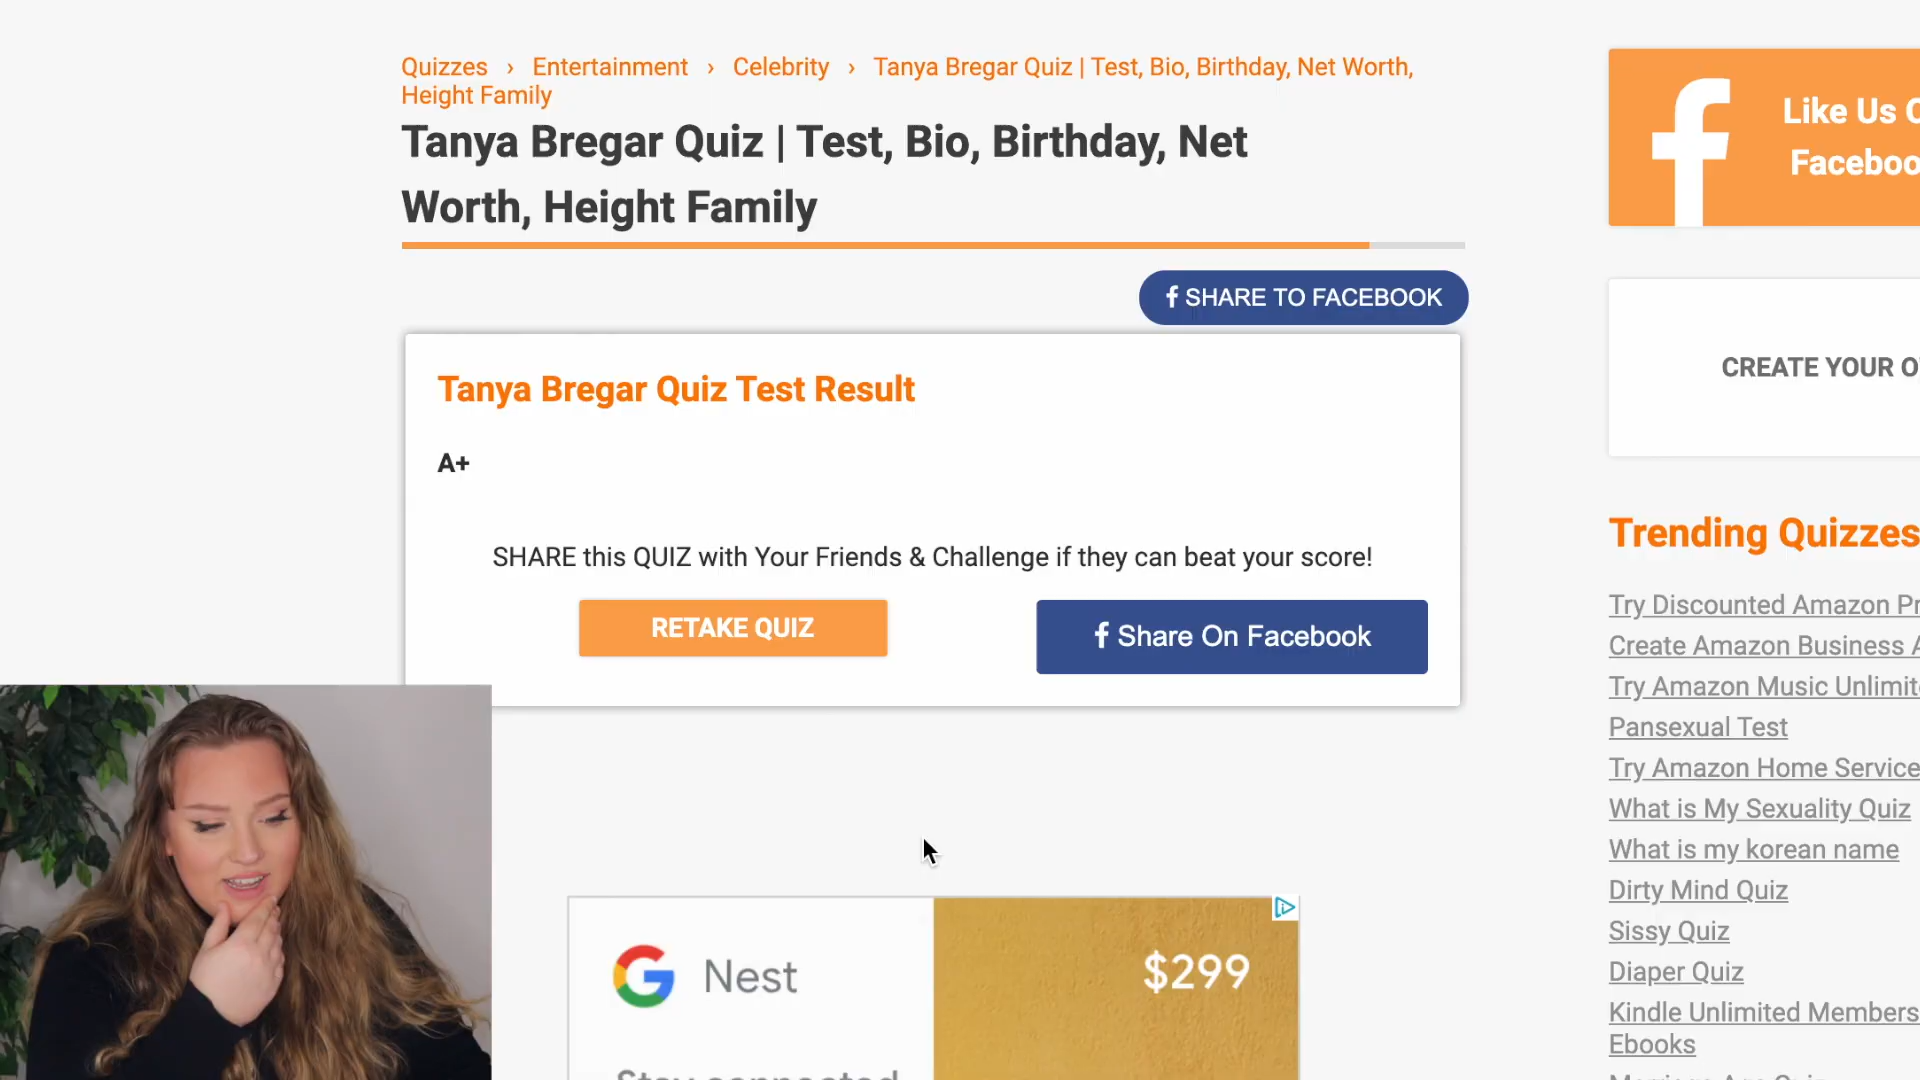 Quizzes › Entertainment › Celebrity › Tanya Bregar Quiz | Test, Bio, Birthday, Net Worth,
Height Family
Tanya Bregar Quiz | Test, Bio, Birthday, Net
Worth, Height Family
f SHARE TO FACEBOOK
Tanya Bregar Quiz Test Result
A+
SHARE this QUIZ with Your Friends & Challenge if they can beat your score!
RETAKE QUIZ
f Share On Facebook
G Nest
$299
Stay connected
f
Like Us
CREATE YOUR
Trending Quizzes
Try Discounted Amazon
Create Amazon Business
Try Amazon Music
Pansexual Test
Try Amazon Home Service
What is My Sexuality Quiz
What is my korean name
Dirty Mind Quiz
Sissy Quiz
Diaper Quiz
Kindle Unlimited
Ebooks